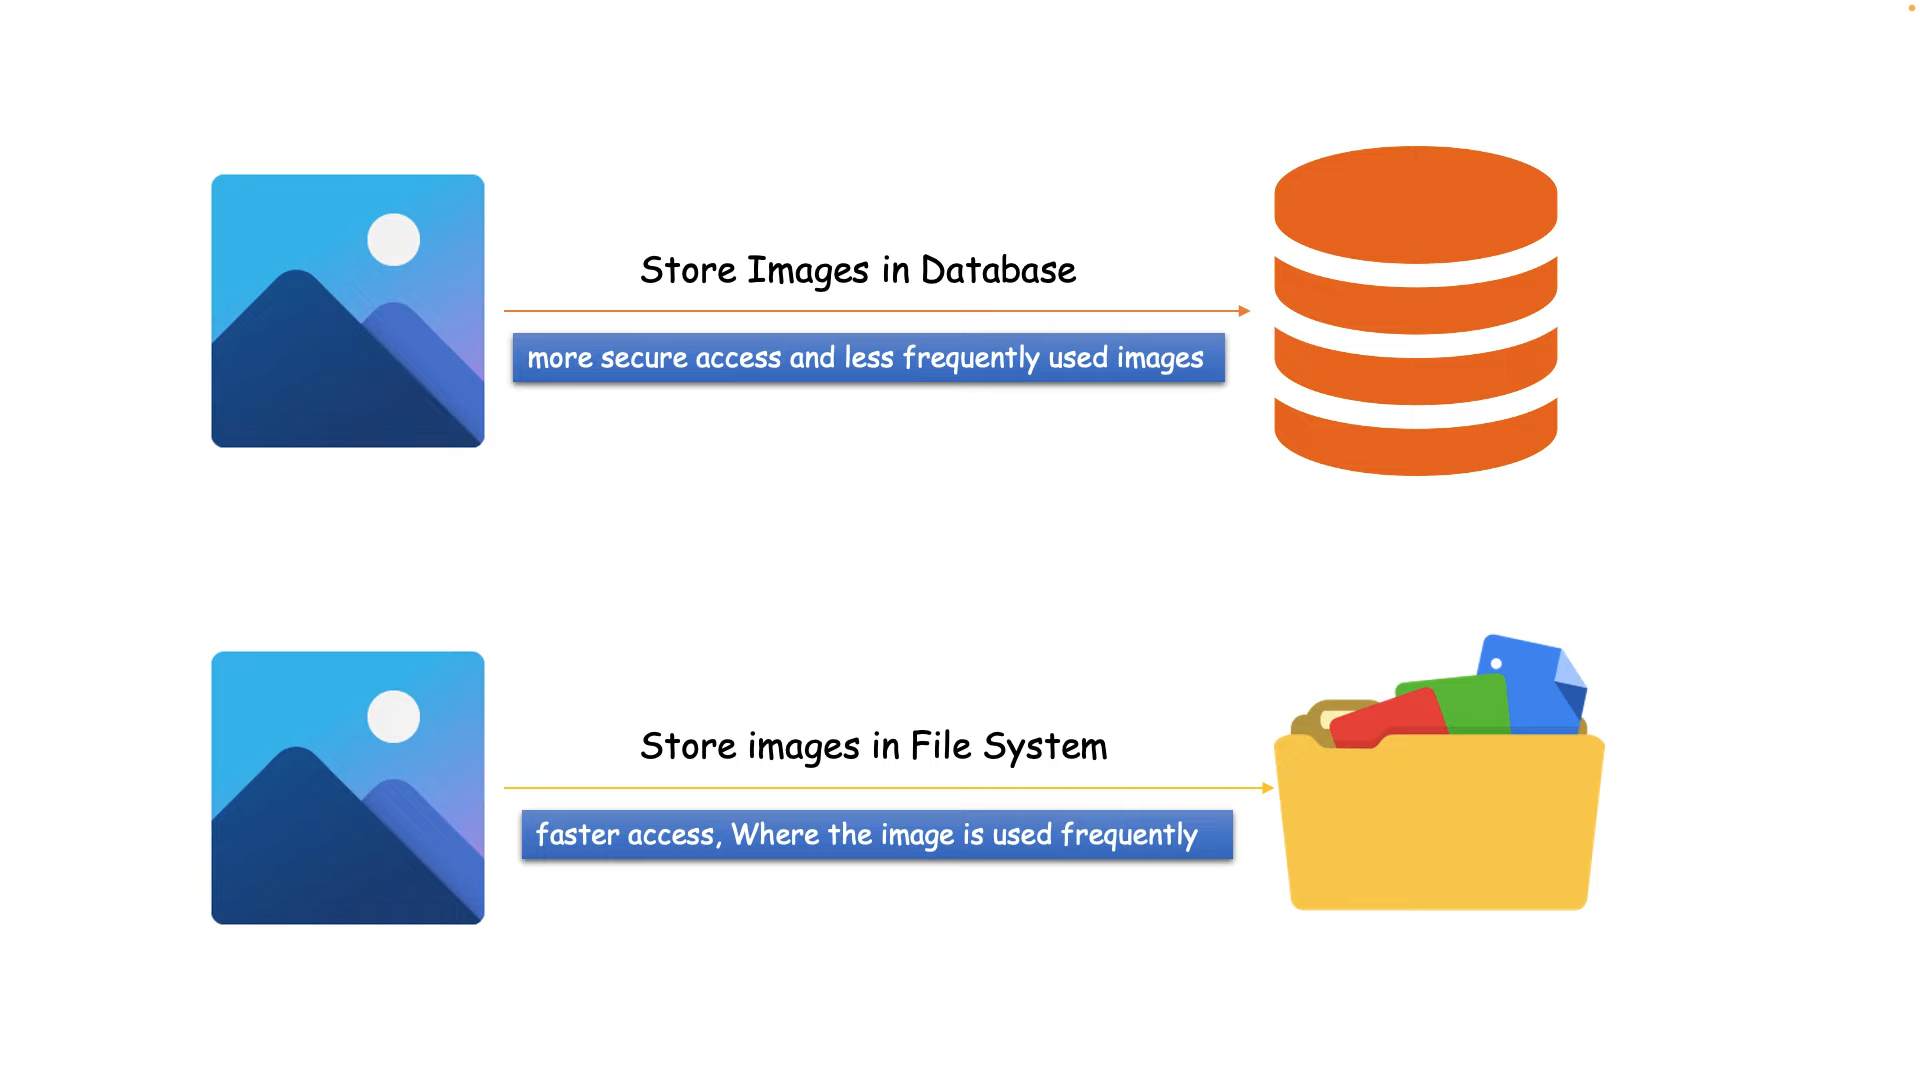 Store Images in Database
more secure access and less frequently used images
Store images in File System
faster access, Where the image is used frequently